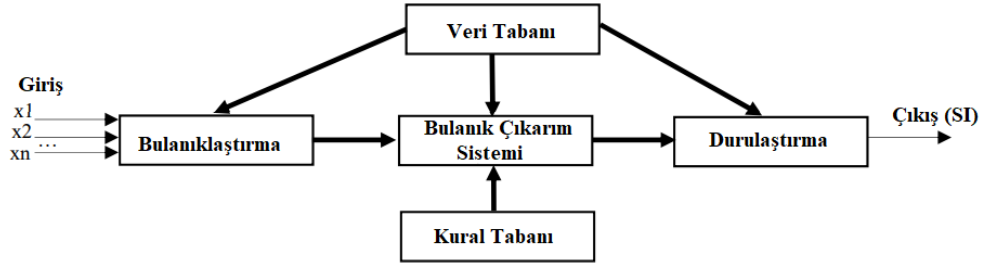 Veri Tabanı
Giriş
x1
x2
...
xn
Bulanıklaştırma
Bulanık Çıkarım
Sistemi
Durulaştırma
Çıkış (SI)
Kural Tabanı